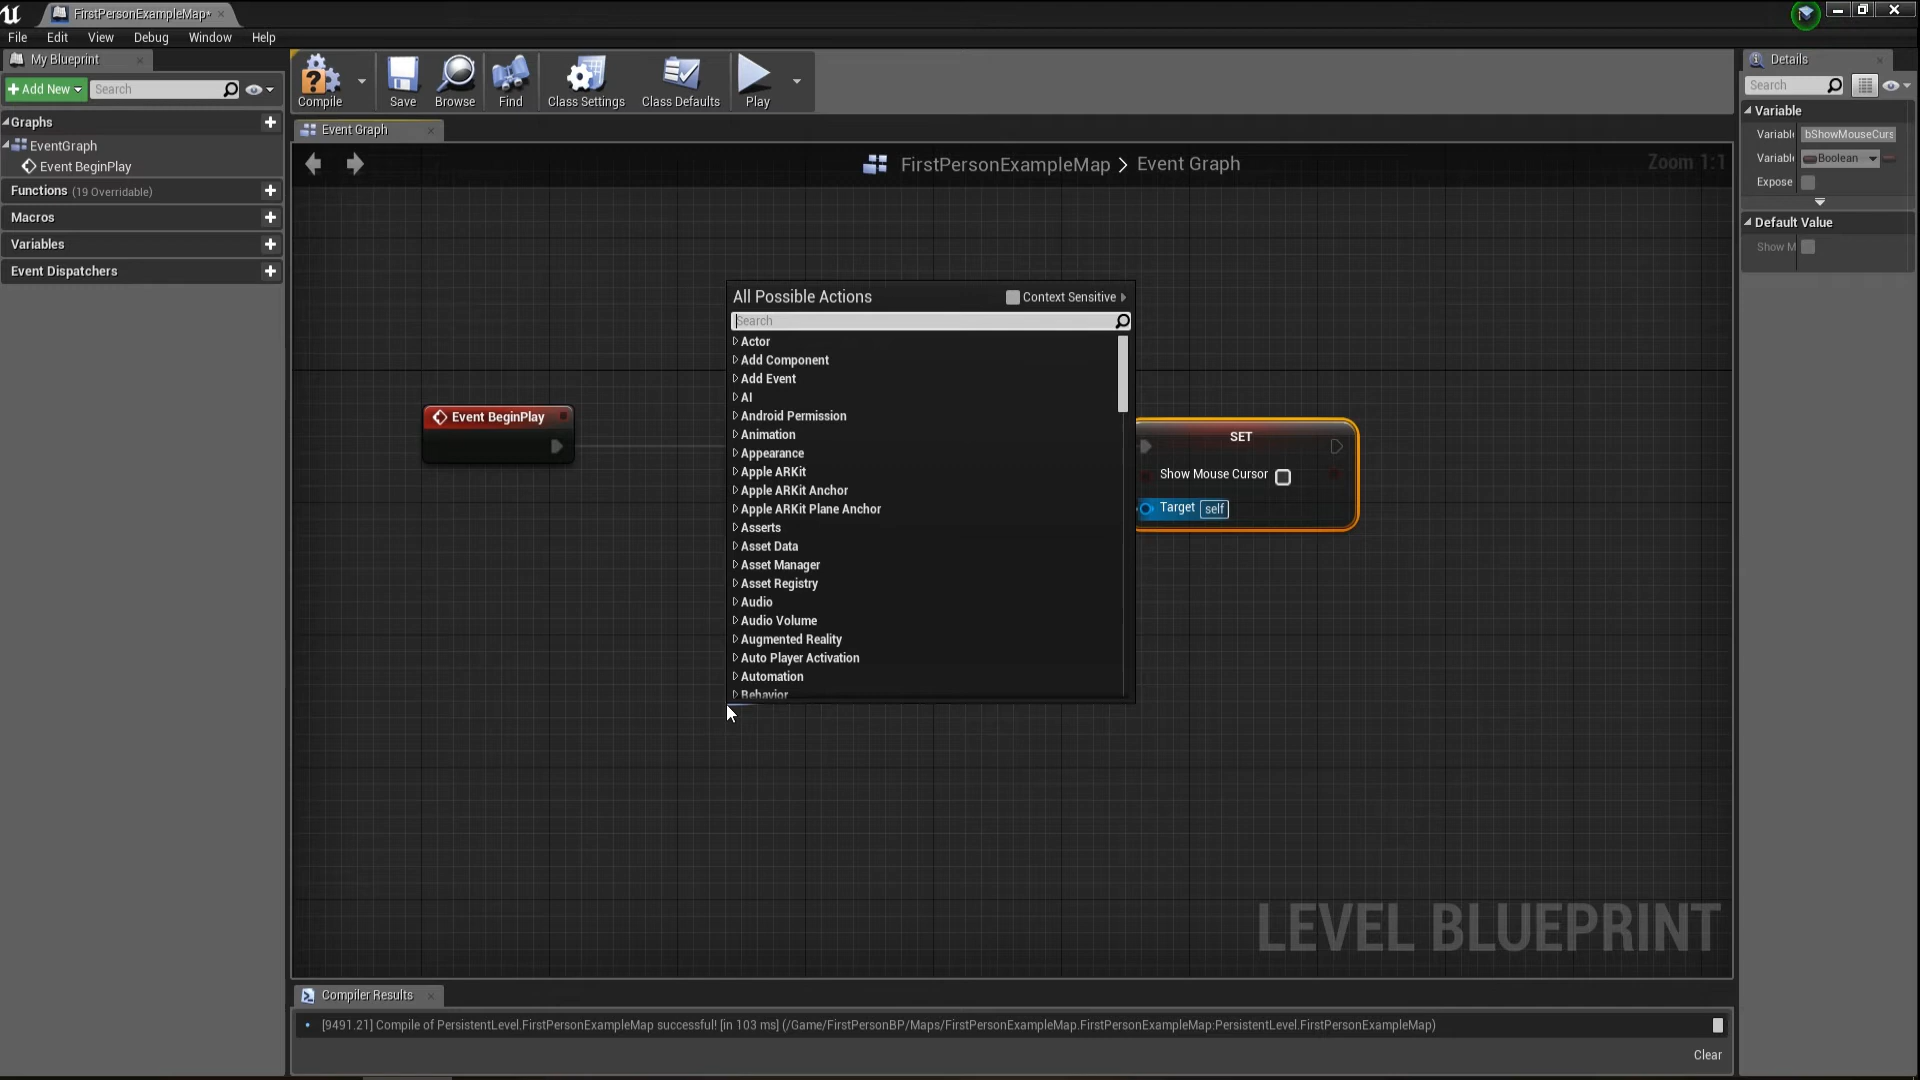 FirstPersonExampleMap*
File Edit View Debug Window Help
My Blueprint
Add New
Search
Graphs
EventGraph
Event BeginPlay
Functions (19 Overridable)
Macros
Variables
Event Dispatchers
Compile
Save
Browse
Find
Class Settings
Class Defaults
Play
Event Graph
FirstPersonExampleMap > Event Graph
Zoom 1:1
Event BeginPlay
All Possible Actions
Context Sensitive
Search
Actor
Add Component
Add Event
AI
Android Permission
Animation
Appearance
Apple ARKit
Apple ARKit Anchor
Apple ARKit Plane Anchor
Asserts
Asset Data
Asset Manager
Asset Registry
Audio
Audio Volume
Augmented Reality
Auto Player Activation
Automation
Behavior
SET
Show Mouse Cursor
Target self
LEVEL BLUEPRINT
Compiler Results
[9491.21] Compile of PersistentLevel.FirstPersonExampleMap successful! [in 103 ms] (/Game/FirstPersonBP/Maps/FirstPersonExampleMap.FirstPersonExampleMap:PersistentLevel.FirstPersonExampleMap)
Clear
Details
Search
Variable
Variabl bShowMouseCurs
Variabl Boolean
Expose
Default Value
Show M